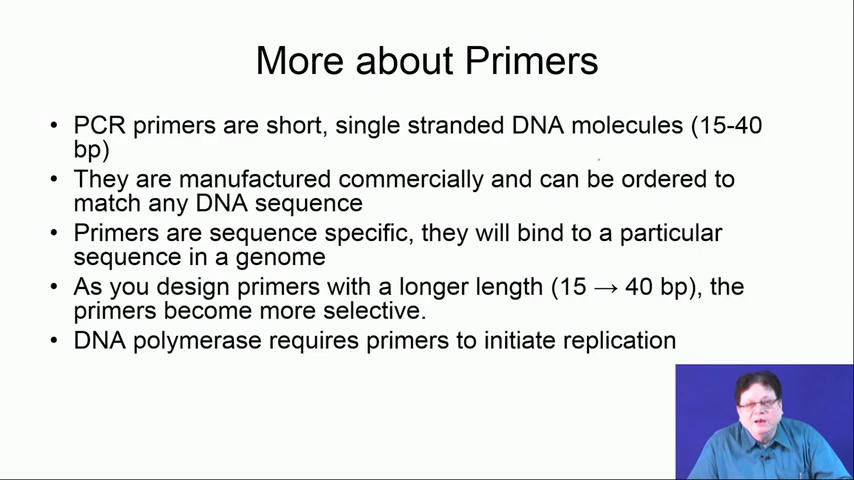 More about Primers
• PCR primers are short, single stranded DNA molecules (15-40
bp)
• They are manufactured commercially and can be ordered to
match any DNA sequence
• Primers are sequence specific, they will bind to a particular
sequence in a genome
• As you design primers with a longer length (15 → 40 bp), the
primers become more selective.
• DNA polymerase requires primers to initiate replication